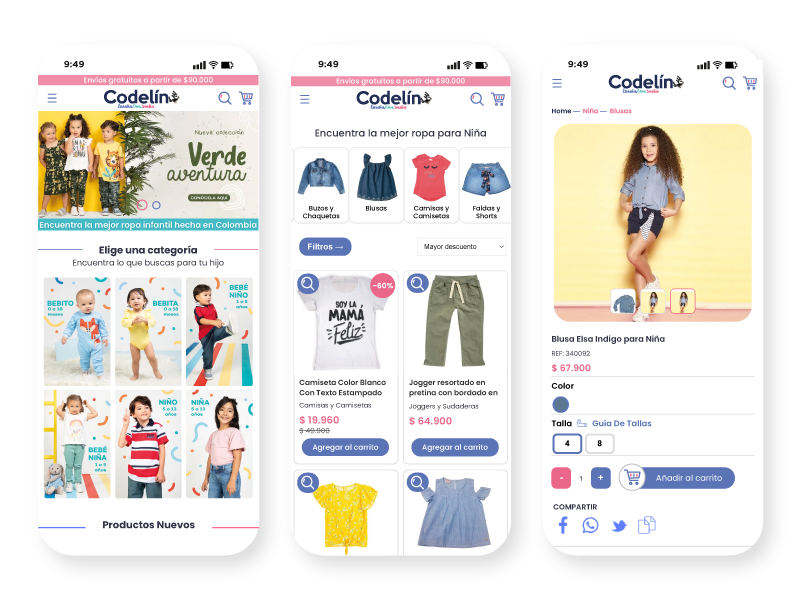 9:49
Envíos gratuitos a partir de $90.000
Codelín
Nueva colección
Verde
aventura
CONÓCELA AQUÍ
Encuentra la mejor ropa infantil hecha en Colombia
Elige una categoría
Encuentra lo que buscas para tu hijo
BEBITO
0 a 18
meses
BEBITA
0 a 18
meses
BEBÉ
NIÑO
1 a 5
años
BEBÉ
NIÑA
1 a 5
años
NIÑO
5 a 12
años
NIÑA
5 a 12
años
Productos Nuevos
9:49
Envíos gratuitos a partir de $90.000
Codelín
Encuentra la mejor ropa para Niña
Buzos y
Chaquetas
Blusas
Camisas y
Camisetas
Faldas y
Shorts
Filtros →
Mayor descuento
-60%
SOY LA
MAMÁ
Feliz
Camiseta Color Blanco
Con Texto Estampado
Camisas y Camisetas
$ 19.960
$ 49.900
Agregar al carrito
Jogger resortado en
pretina con bordado en
Joggers y Sudaderas
$ 64.900
Agregar al carrito
9:49
Codelín
Home — Niña — Blusas
Blusa Elsa Indigo para Niña
REF: 340092
$ 67.900
Color
Talla Guía De Tallas
4 8
- 1 + Añadir al carrito
COMPARTIR